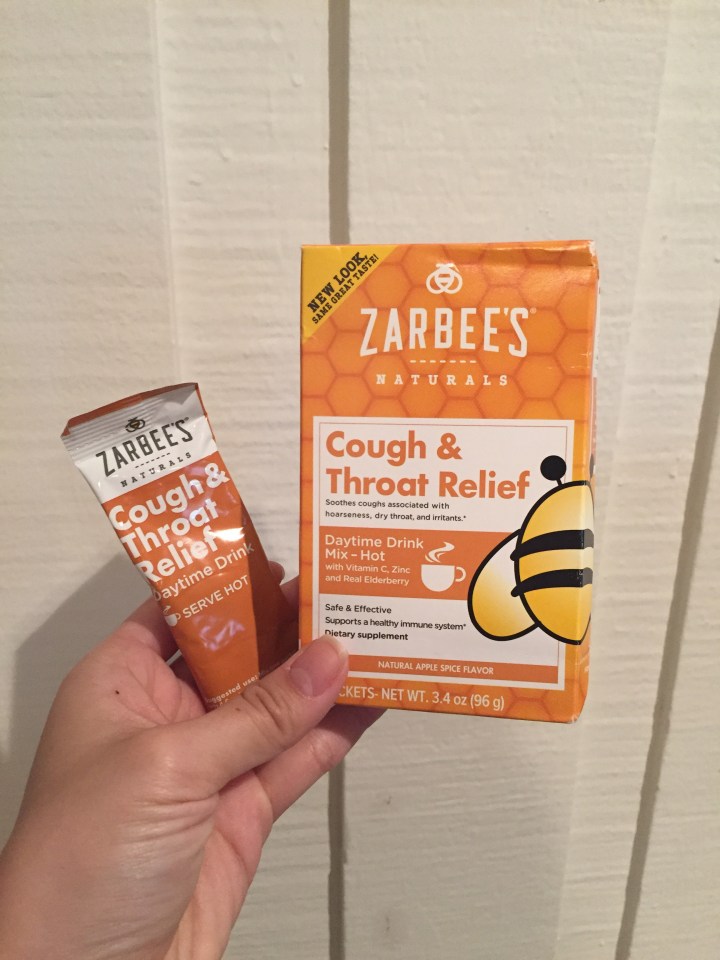 ZARBEE'S
NATURALS
Cough &
Throat
Relief
Daytime Drink
SERVE HOT
NEW LOOK,
SAME GREAT TASTE!
ZARBEE'S®
NATURALS
Cough &
Throat Relief
Soothes coughs associated with
hoarseness, dry throat, and irritants.*
Daytime Drink
Mix - Hot
with Vitamin C, Zinc
and Real Elderberry
Safe & Effective
Supports a healthy immune system*
Dietary supplement
NATURAL APPLE SPICE FLAVOR
CKETS- NET WT. 3.4 oz (96 g)